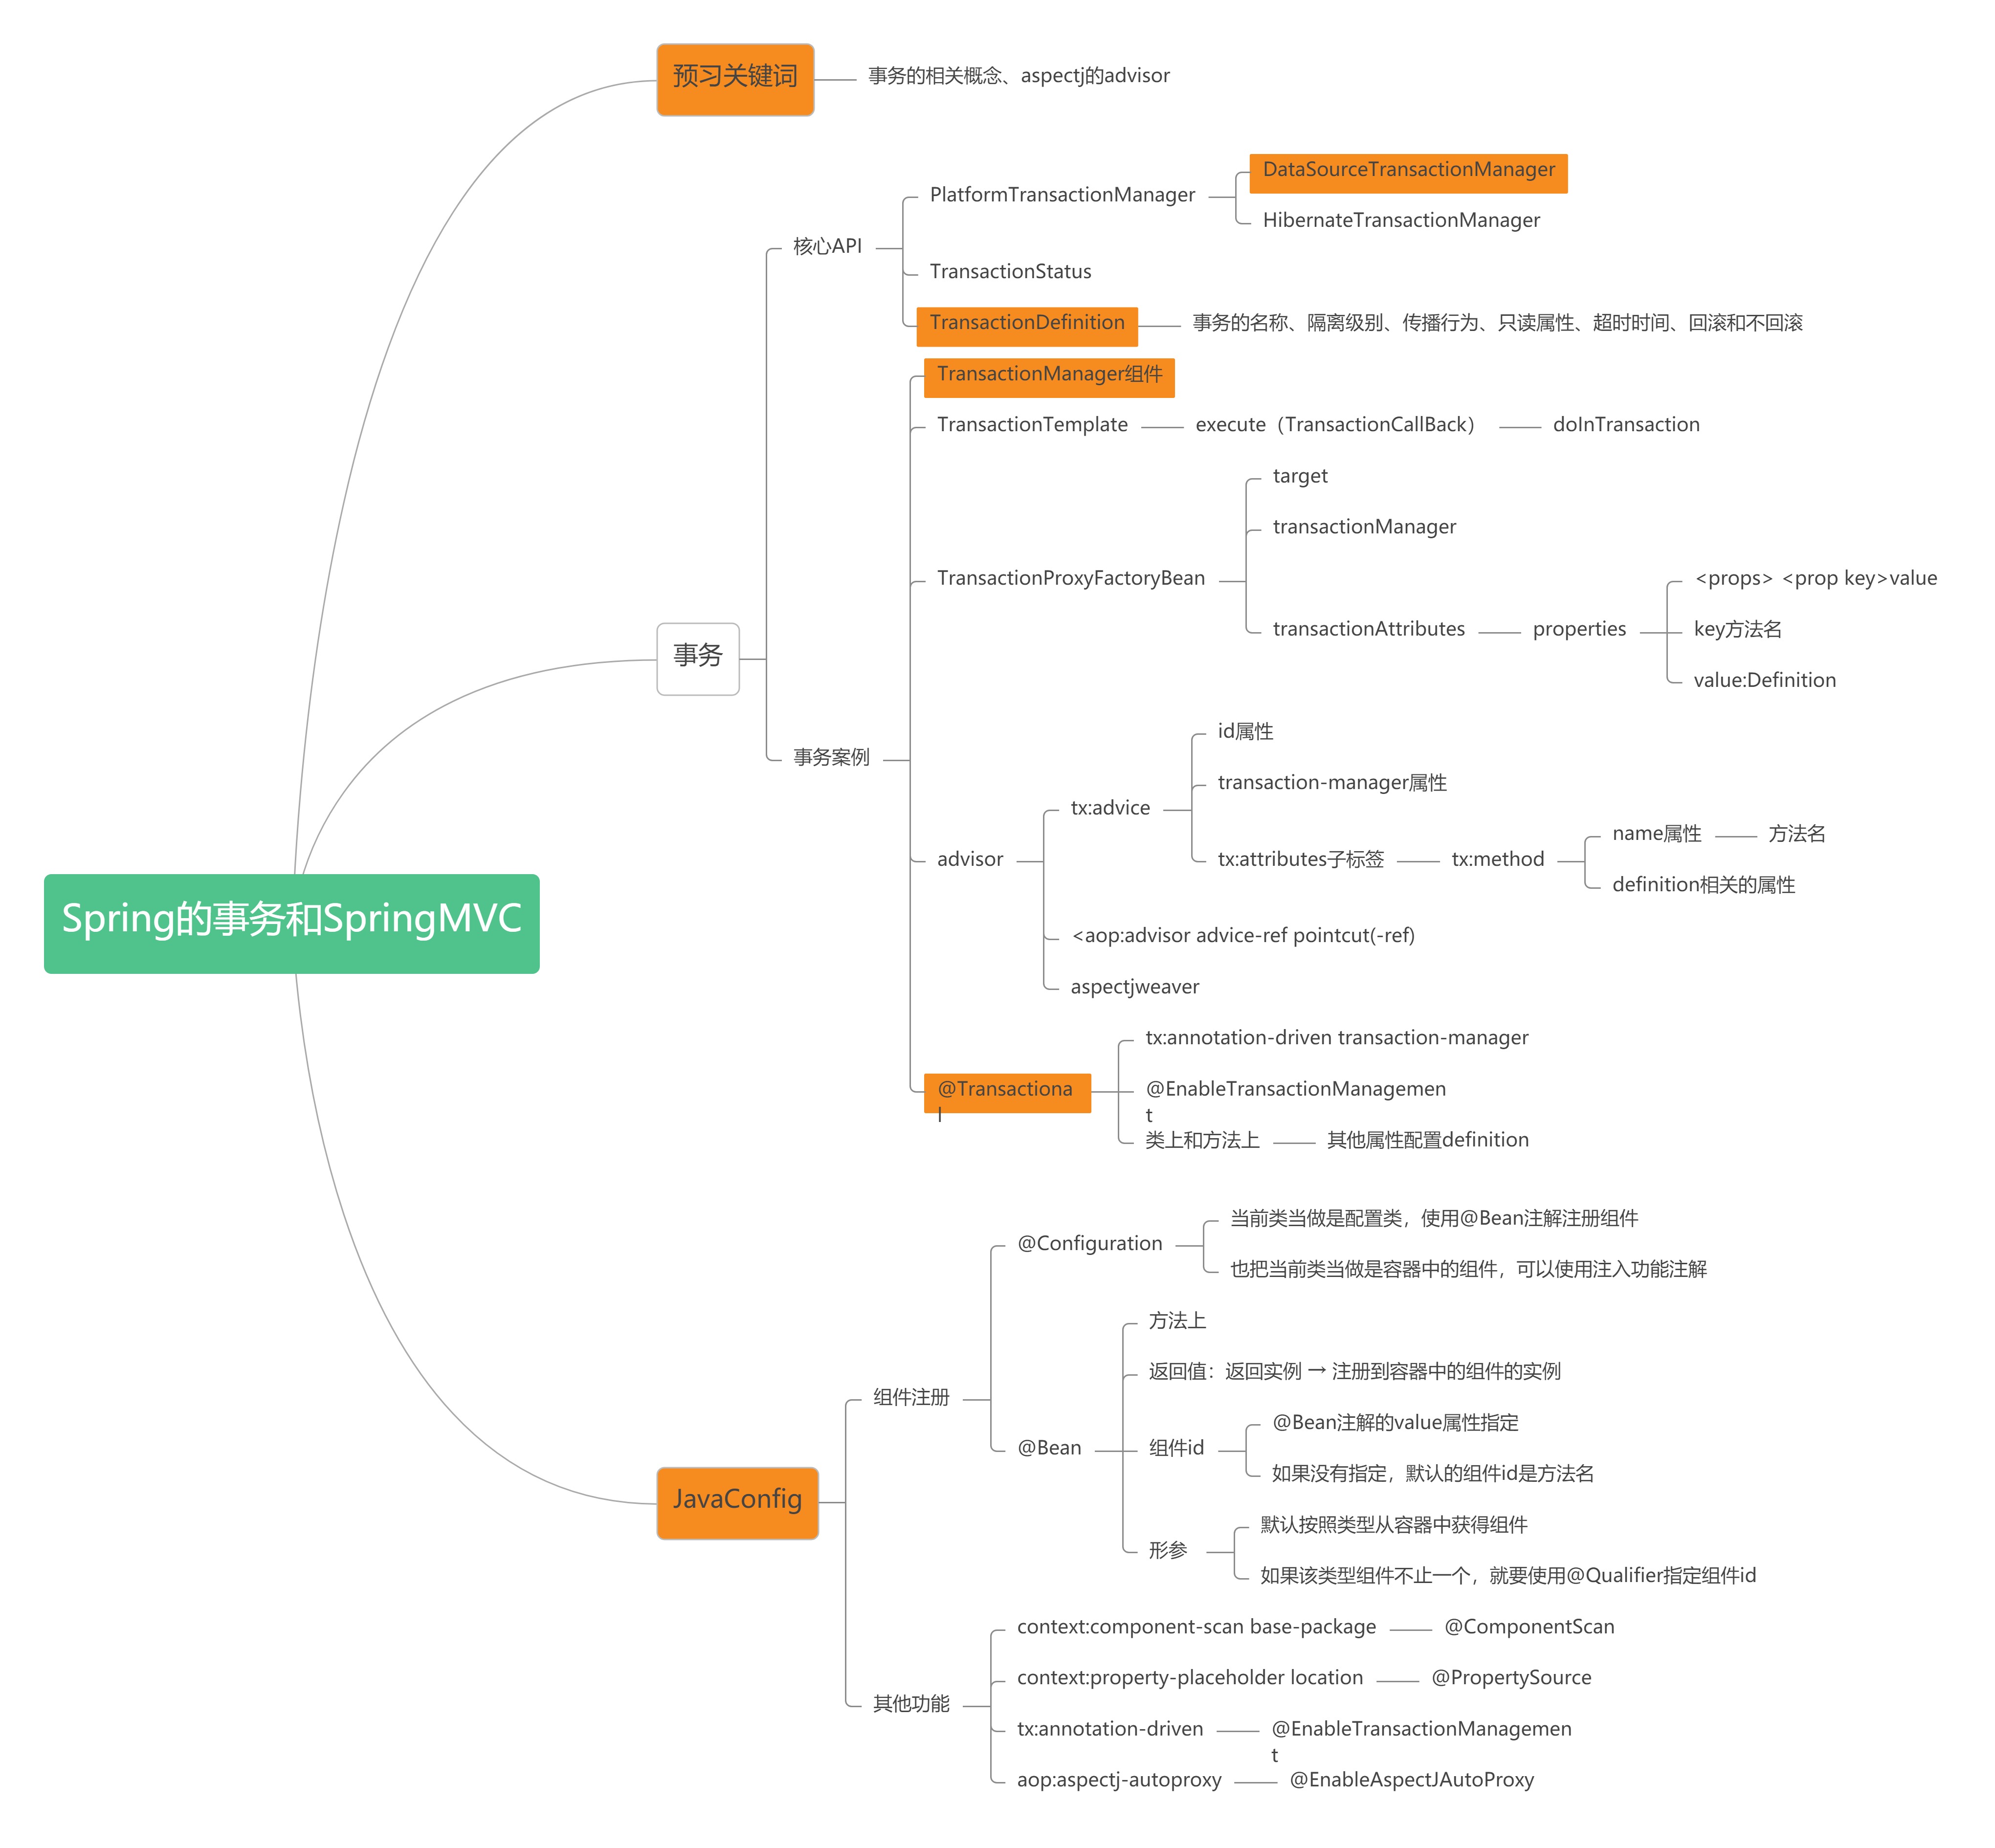 预习关键词
事务的相关概念、aspectj的advisor
DataSourceTransactionManager
PlatformTransactionManager
HibernateTransactionManager
核心API
TransactionStatus
TransactionDefinition
事务的名称、隔离级别、传播行为、只读属性、超时时间、回滚和不回滚
TransactionManager组件
TransactionTemplate
execute（TransactionCallBack）
doInTransaction
target
transactionManager
TransactionProxyFactoryBean
<props> <prop key>value
transactionAttributes
properties
key方法名
value:Definition
事务
事务案例
id属性
transaction-manager属性
tx:advice
name属性
方法名
advisor
tx:attributes子标签
tx:method
definition相关的属性
<aop:advisor advice-ref pointcut(-ref)
aspectjweaver
Spring的事务和SpringMVC
tx:annotation-driven transaction-manager
@Transactiona
l
@EnableTransactionManagemen
t
类上和方法上
其他属性配置definition
当前类当做是配置类，使用@Bean注解注册组件
@Configuration
也把当前类当做是容器中的组件，可以使用注入功能注解
方法上
返回值：返回实例 → 注册到容器中的组件的实例
组件注册
@Bean注解的value属性指定
@Bean
组件id
如果没有指定，默认的组件id是方法名
JavaConfig
默认按照类型从容器中获得组件
形参
如果该类型组件不止一个，就要使用@Qualifier指定组件id
context:component-scan base-package
@ComponentScan
context:property-placeholder location
@PropertySource
其他功能
tx:annotation-driven
@EnableTransactionManagemen
t
aop:aspectj-autoproxy
@EnableAspectJAutoProxy